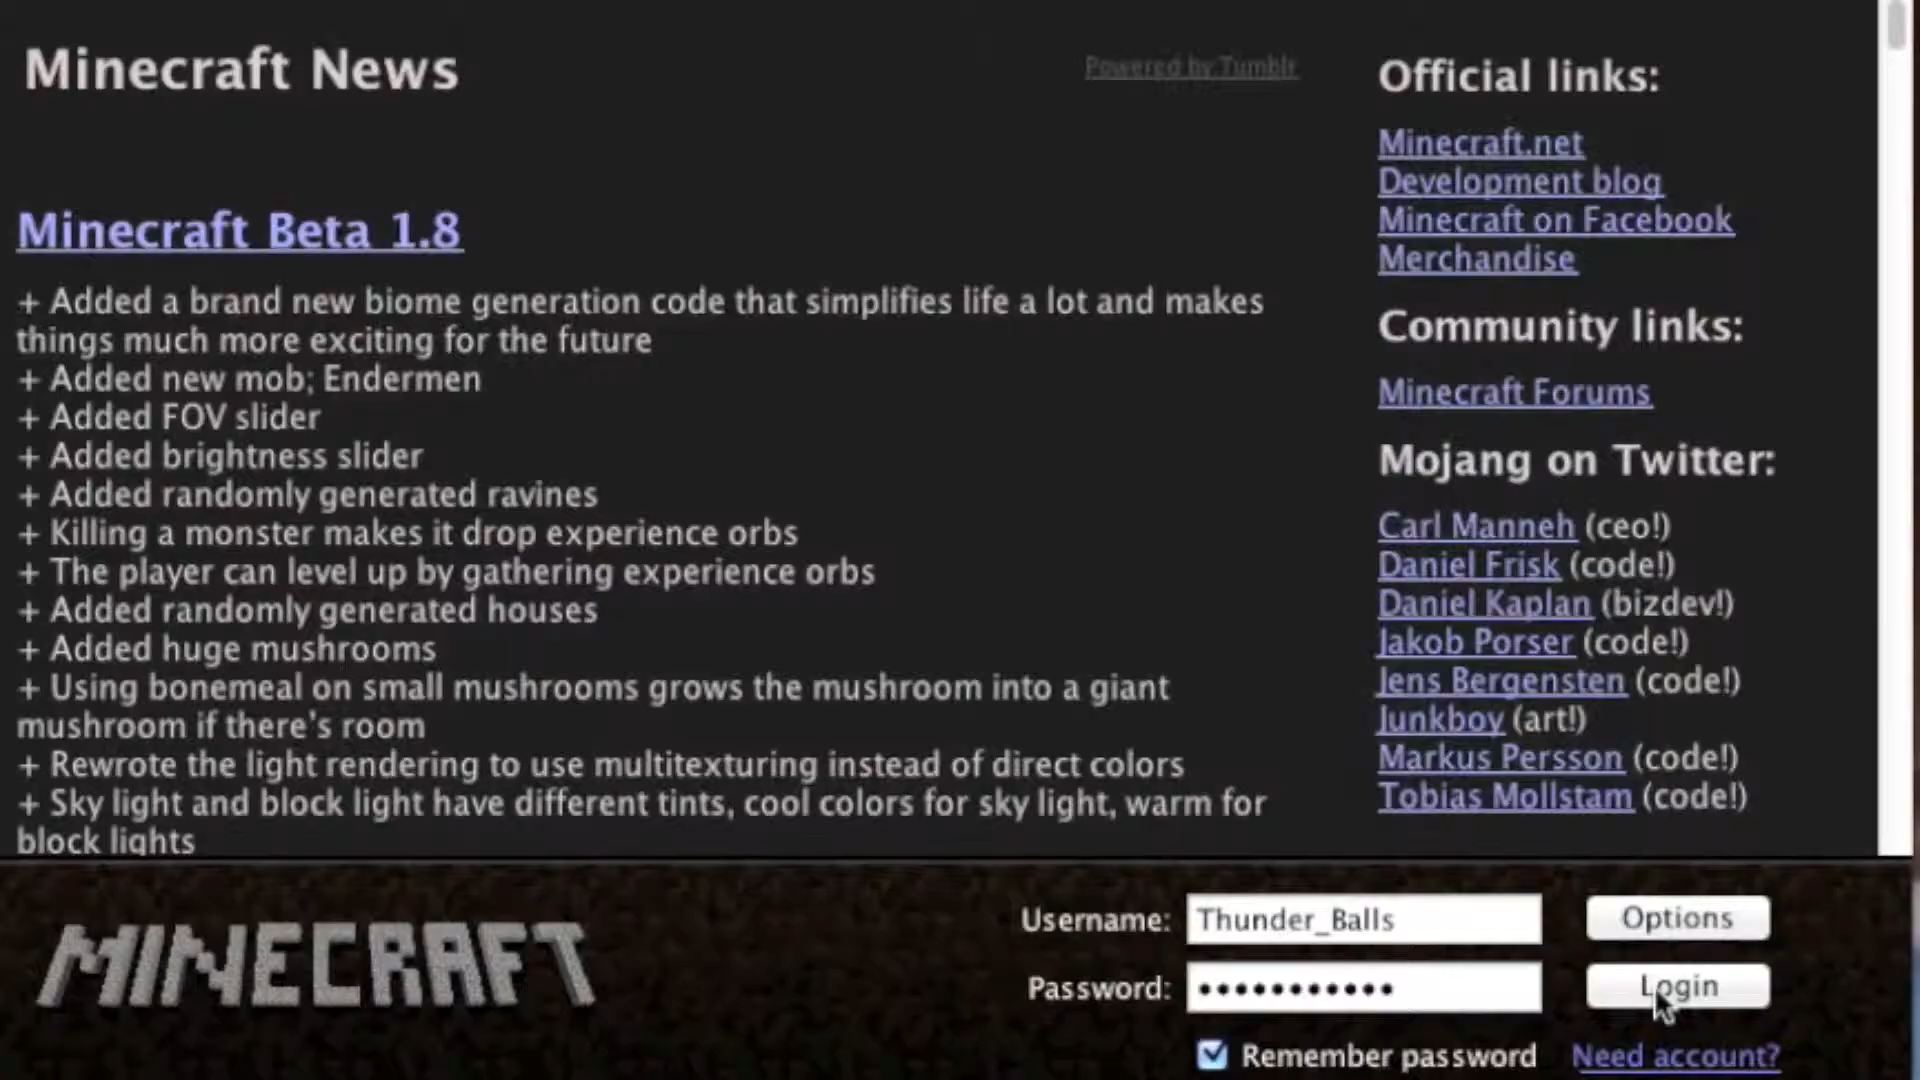 Minecraft News
Powered by Tumblr
Minecraft Beta 1.8
+ Added a brand new biome generation code that simplifies life a lot and makes
things much more exciting for the future
+ Added new mob; Endermen
+ Added FOV slider
+ Added brightness slider
+ Added randomly generated ravines
+ Killing a monster makes it drop experience orbs
+ The player can level up by gathering experience orbs
+ Added randomly generated houses
+ Added huge mushrooms
+ Using bonemeal on small mushrooms grows the mushroom into a giant
mushroom if there's room
+ Rewrote the light rendering to use multitexturing instead of direct colors
+ Sky light and block light have different tints, cool colors for sky light, warm for
block lights
Official links:
Minecraft.net
Development blog
Minecraft on Facebook
Merchandise
Community links:
Minecraft Forums
Mojang on Twitter:
Carl Manneh (ceo!)
Daniel Frisk (code!)
Daniel Kaplan (bizdev!)
Jakob Porser (code!)
Jens Bergensten (code!)
Junkboy (art!)
Markus Persson (code!)
Tobias Mollstam (code!)
MINECRAFT
Username: Thunder_Balls Options
Password: ••••••••••• Login
Remember password Need account?